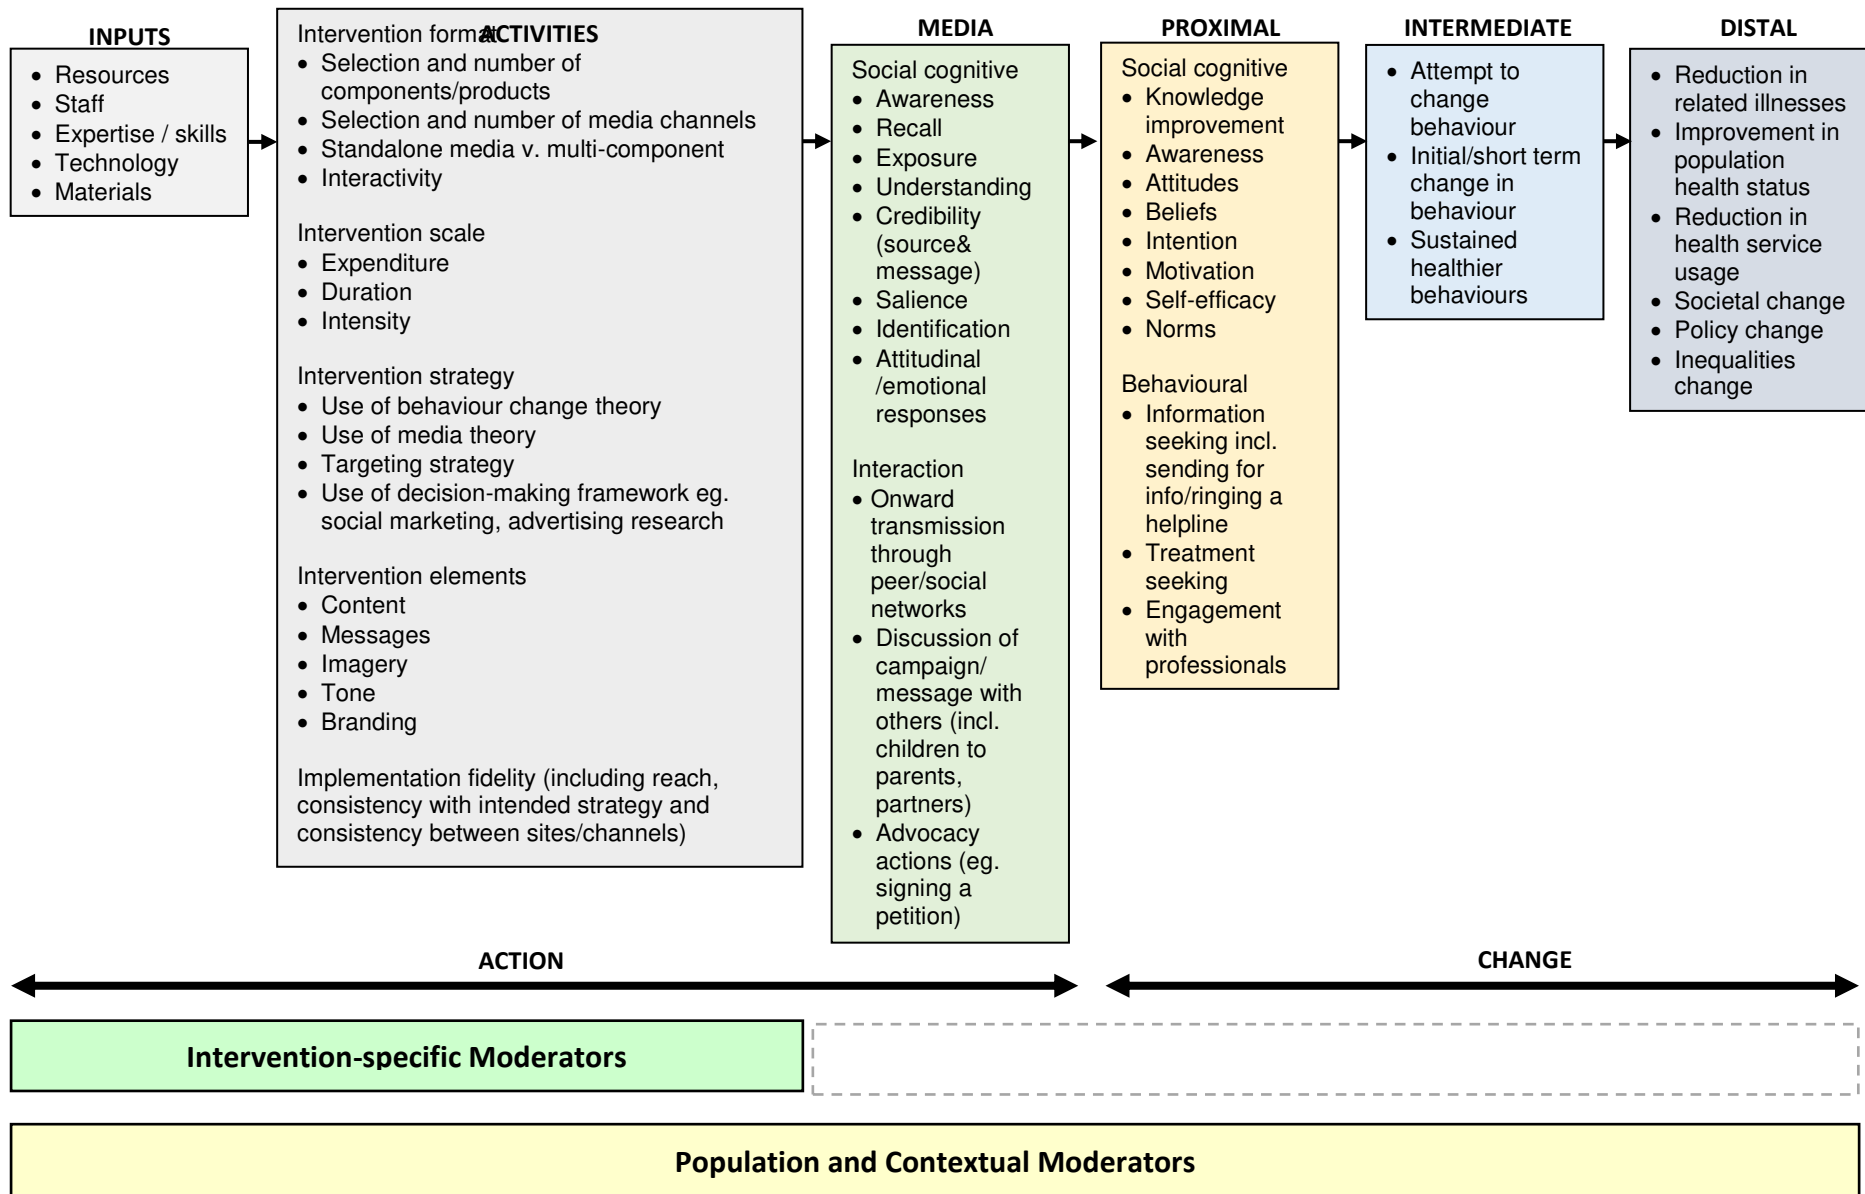 INPUTS
• Resources
• Staff
• Expertise / skills
• Technology
• Materials
ACTIVITIES
Intervention format
• Selection and number of
components/products
• Selection and number of media channels
• Standalone media v. multi-component
• Interactivity
Intervention scale
• Expenditure
• Duration
• Intensity
Intervention strategy
• Use of behaviour change theory
• Use of media theory
• Targeting strategy
• Use of decision-making framework eg.
social marketing, advertising research
Intervention elements
• Content
• Messages
• Imagery
• Tone
• Branding
Implementation fidelity (including reach,
consistency with intended strategy and
consistency between sites/channels)
MEDIA
Social cognitive
• Awareness
• Recall
• Exposure
• Understanding
• Credibility
(source&
message)
• Salience
• Identification
• Attitudinal
/emotional
responses
Interaction
• Onward
transmission
through
peer/social
networks
• Discussion of
campaign/
message with
others (incl.
children to
parents,
partners)
• Advocacy
actions (eg.
signing a
petition)
PROXIMAL
Social cognitive
• Knowledge
improvement
• Awareness
• Attitudes
• Beliefs
• Intention
• Motivation
• Self-efficacy
• Norms
Behavioural
• Information
seeking incl.
sending for
info/ringing a
helpline
• Treatment
seeking
• Engagement
with
professionals
INTERMEDIATE
• Attempt to
change
behaviour
• Initial/short term
change in
behaviour
• Sustained
healthier
behaviours
DISTAL
• Reduction in
related illnesses
• Improvement in
population
health status
• Reduction in
health service
usage
• Societal change
• Policy change
• Inequalities
change
ACTION
CHANGE
Intervention-specific Moderators
Population and Contextual Moderators